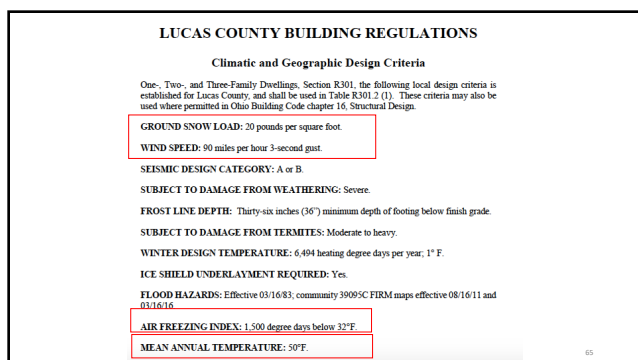 LUCAS COUNTY BUILDING REGULATIONS
Climatic and Geographic Design Criteria
One-, Two-, and Three-Family Dwellings, Section R301, the following local design criteria is
established for Lucas County, and shall be used in Table R301.2 (1). These criteria may also be
used where permitted in Ohio Building Code chapter 16, Structural Design.
GROUND SNOW LOAD: 20 pounds per square foot.
WIND SPEED: 90 miles per hour 3-second gust.
SEISMIC DESIGN CATEGORY: A or B.
SUBJECT TO DAMAGE FROM WEATHERING: Severe.
FROST LINE DEPTH: Thirty-six inches (36") minimum depth of footing below finish grade.
SUBJECT TO DAMAGE FROM TERMITES: Moderate to heavy.
WINTER DESIGN TEMPERATURE: 6,494 heating degree days per year; 1° F.
ICE SHIELD UNDERLAYMENT REQUIRED: Yes.
FLOOD HAZARDS: Effective 03/16/83; community 39095C FIRM maps effective 08/16/11 and
03/16/16
AIR FREEZING INDEX: 1,500 degree days below 32°F.
MEAN ANNUAL TEMPERATURE: 50°F.
65